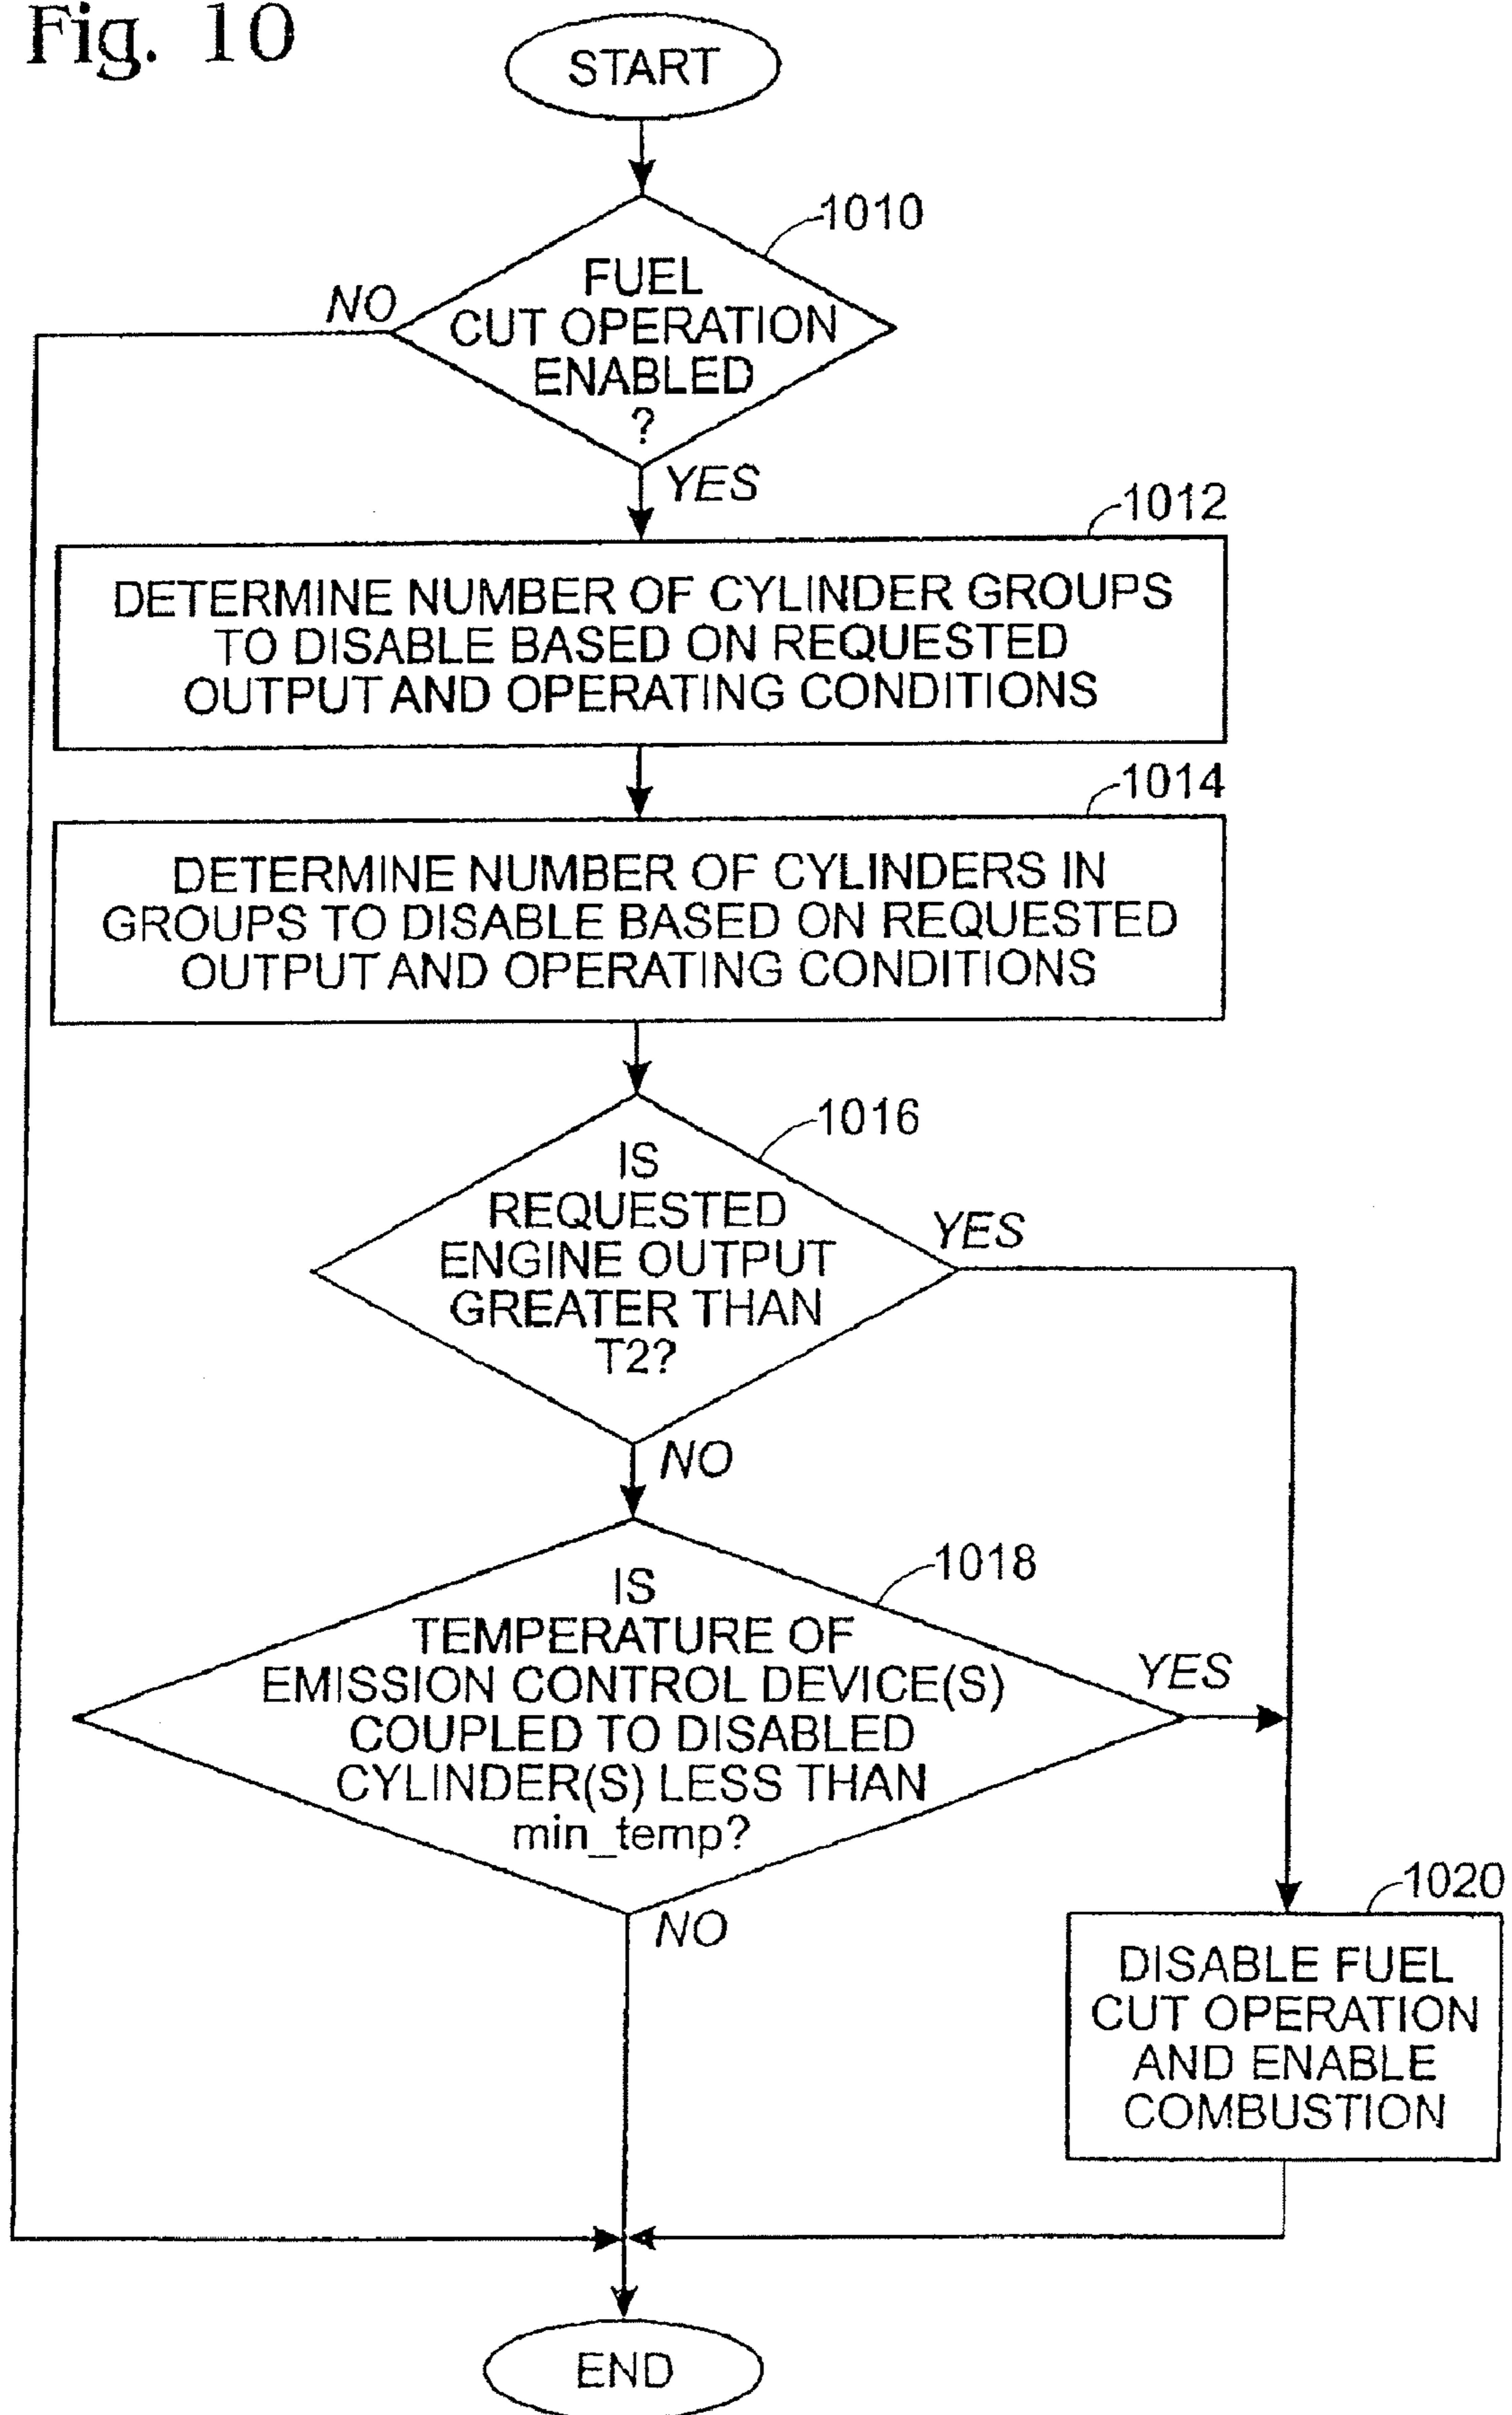 Fig. 10
START
1010
FUEL
CUT OPERATION
ENABLED
?
NO
YES
1012
DETERMINE NUMBER OF CYLINDER GROUPS
TO DISABLE BASED ON REQUESTED
OUTPUT AND OPERATING CONDITIONS
1014
DETERMINE NUMBER OF CYLINDERS IN
GROUPS TO DISABLE BASED ON REQUESTED
OUTPUT AND OPERATING CONDITIONS
1016
IS
REQUESTED
ENGINE OUTPUT
GREATER THAN
T2?
YES
NO
1018
IS
TEMPERATURE OF
EMISSION CONTROL DEVICE(S)
COUPLED TO DISABLED
CYLINDER(S) LESS THAN
min_temp?
YES
NO
1020
DISABLE FUEL
CUT OPERATION
AND ENABLE
COMBUSTION
END